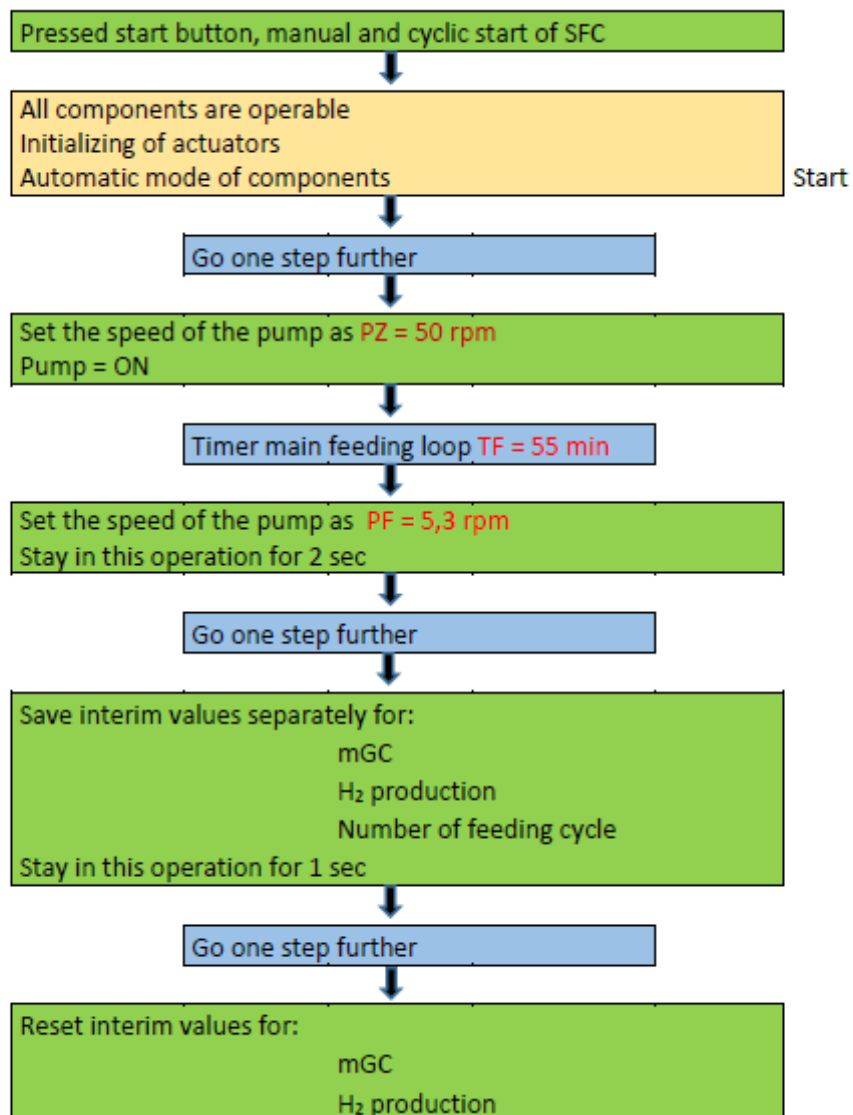 Pressed start button, manual and cyclic start of SFC
All components are operable
Initializing of actuators
Automatic mode of components
Start
Go one step further
Set the speed of the pump as PZ = 50 rpm
Pump = ON
Timer main feeding loop TF = 55 min
Set the speed of the pump as  PF = 5,3 rpm
Stay in this operation for 2 sec
Go one step further
Save interim values separately for:
mGC
H₂ production
Number of feeding cycle
Stay in this operation for 1 sec
Go one step further
Reset interim values for:
mGC
H₂ production